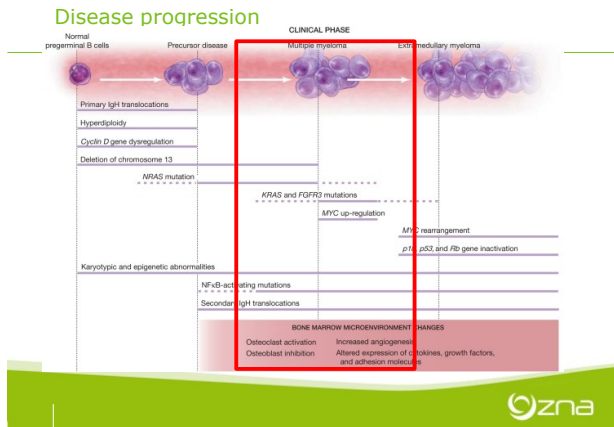 Disease progression
CLINICAL PHASE
Normal
pregerminal B cells
Precursor disease
Multiple myeloma
Extramedullary myeloma
Primary IgH translocations
Hyperdiploidy
Cyclin D gene dysregulation
Deletion of chromosome 13
NRAS mutation
KRAS and FGFR3 mutations
MYC up-regulation
MYC rearrangement
p18, p53, and Rb gene inactivation
Karyotypic and epigenetic abnormalities
NFκB-activating mutations
Secondary IgH translocations
BONE MARROW MICROENVIRONMENT CHANGES
Osteoclast activation Increased angiogenesis
Osteoblast inhibition Altered expression of cytokines, growth factors,
and adhesion molecules
zna